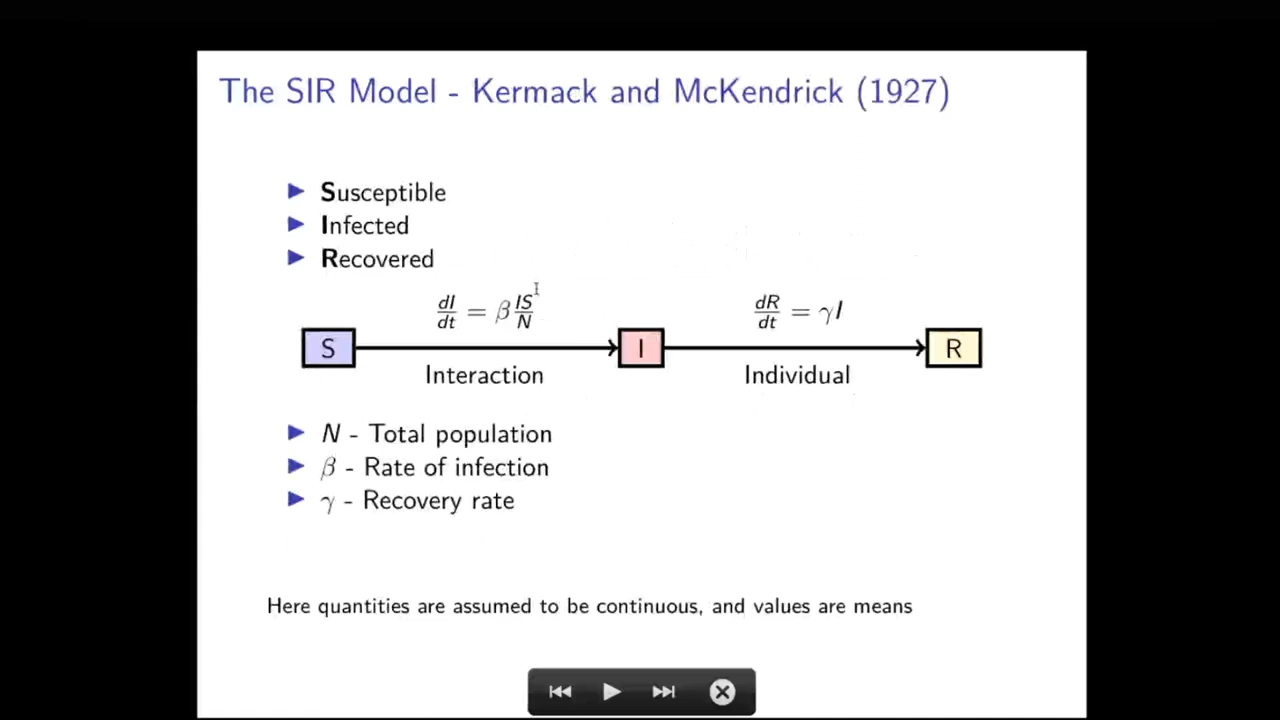 The SIR Model - Kermack and McKendrick (1927)
▶ Susceptible
▶ Infected
▶ Recovered
dI/dt = β IS/N
dR/dt = γI
S
I
R
Interaction
Individual
▶ N - Total population
▶ β - Rate of infection
▶ γ - Recovery rate
Here quantities are assumed to be continuous, and values are means